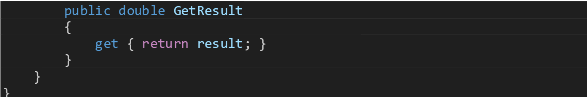 public double GetResult
{
get { return result; }
}
}
}